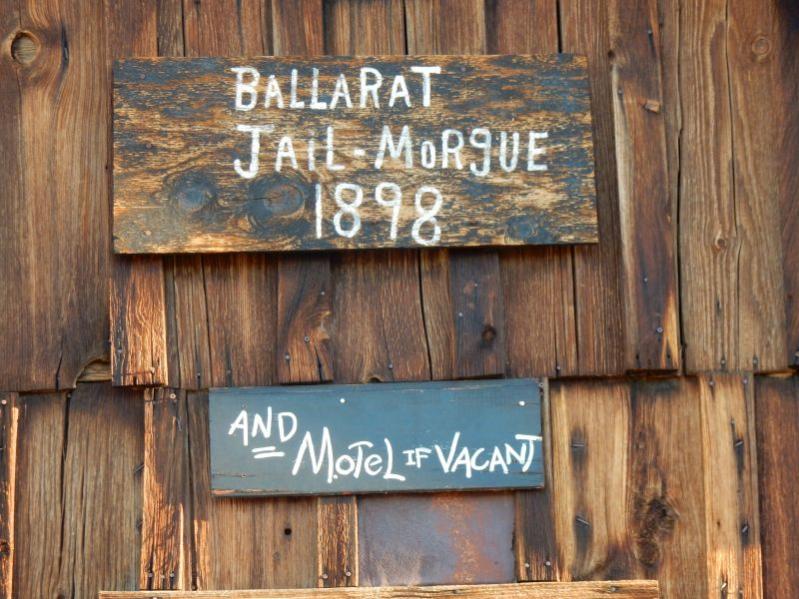 BALLARAT
JAIL-MORGUE
1898
AND MOTEL IF VACANT